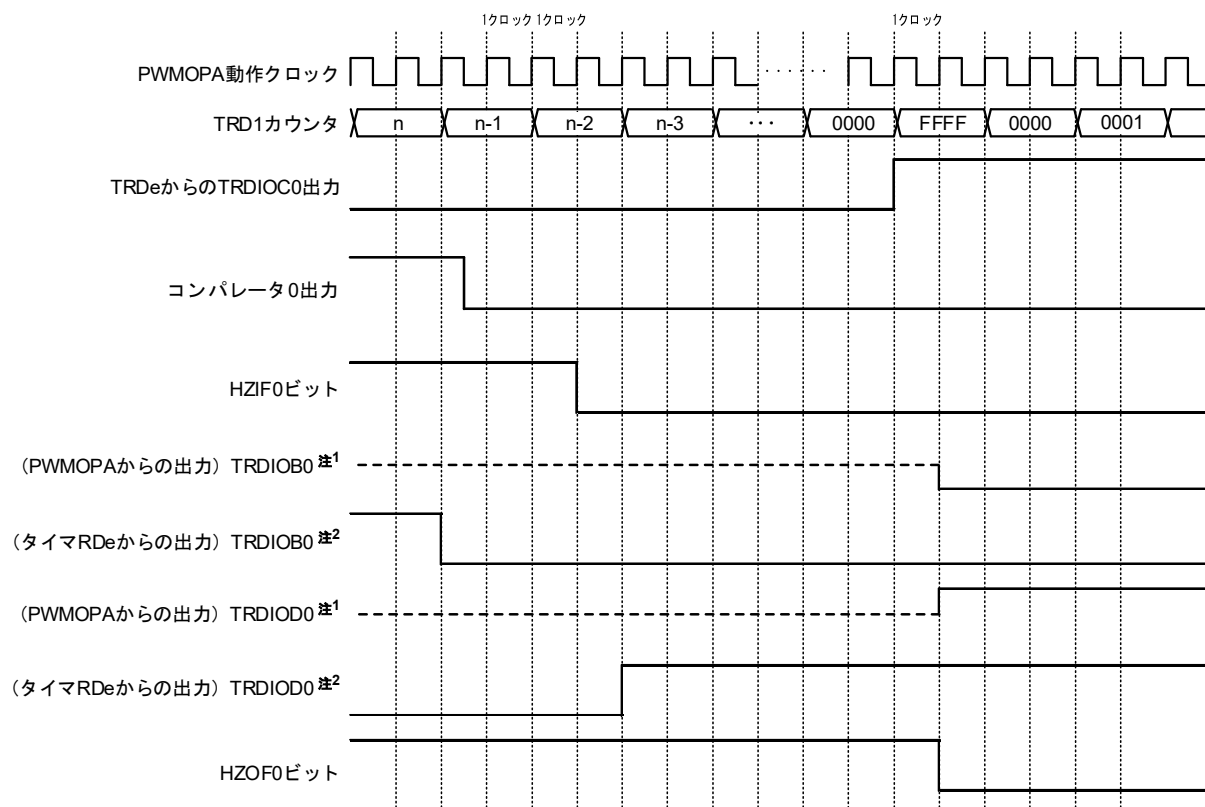 1クロック 1クロック 1クロック
PWMOPA動作クロック ······
TRD1カウンタ n n-1 n-2 n-3 ··· 0000 FFFF 0000 0001
TRDeからのTRDIOC0出力
コンパレータ0出力
HZIF0ビット
（PWMOPAからの出力）TRDIOB0 注1
（タイマRDeからの出力）TRDIOB0 注2
（PWMOPAからの出力）TRDIOD0 注1
（タイマRDeからの出力）TRDIOD0 注2
HZOF0ビット